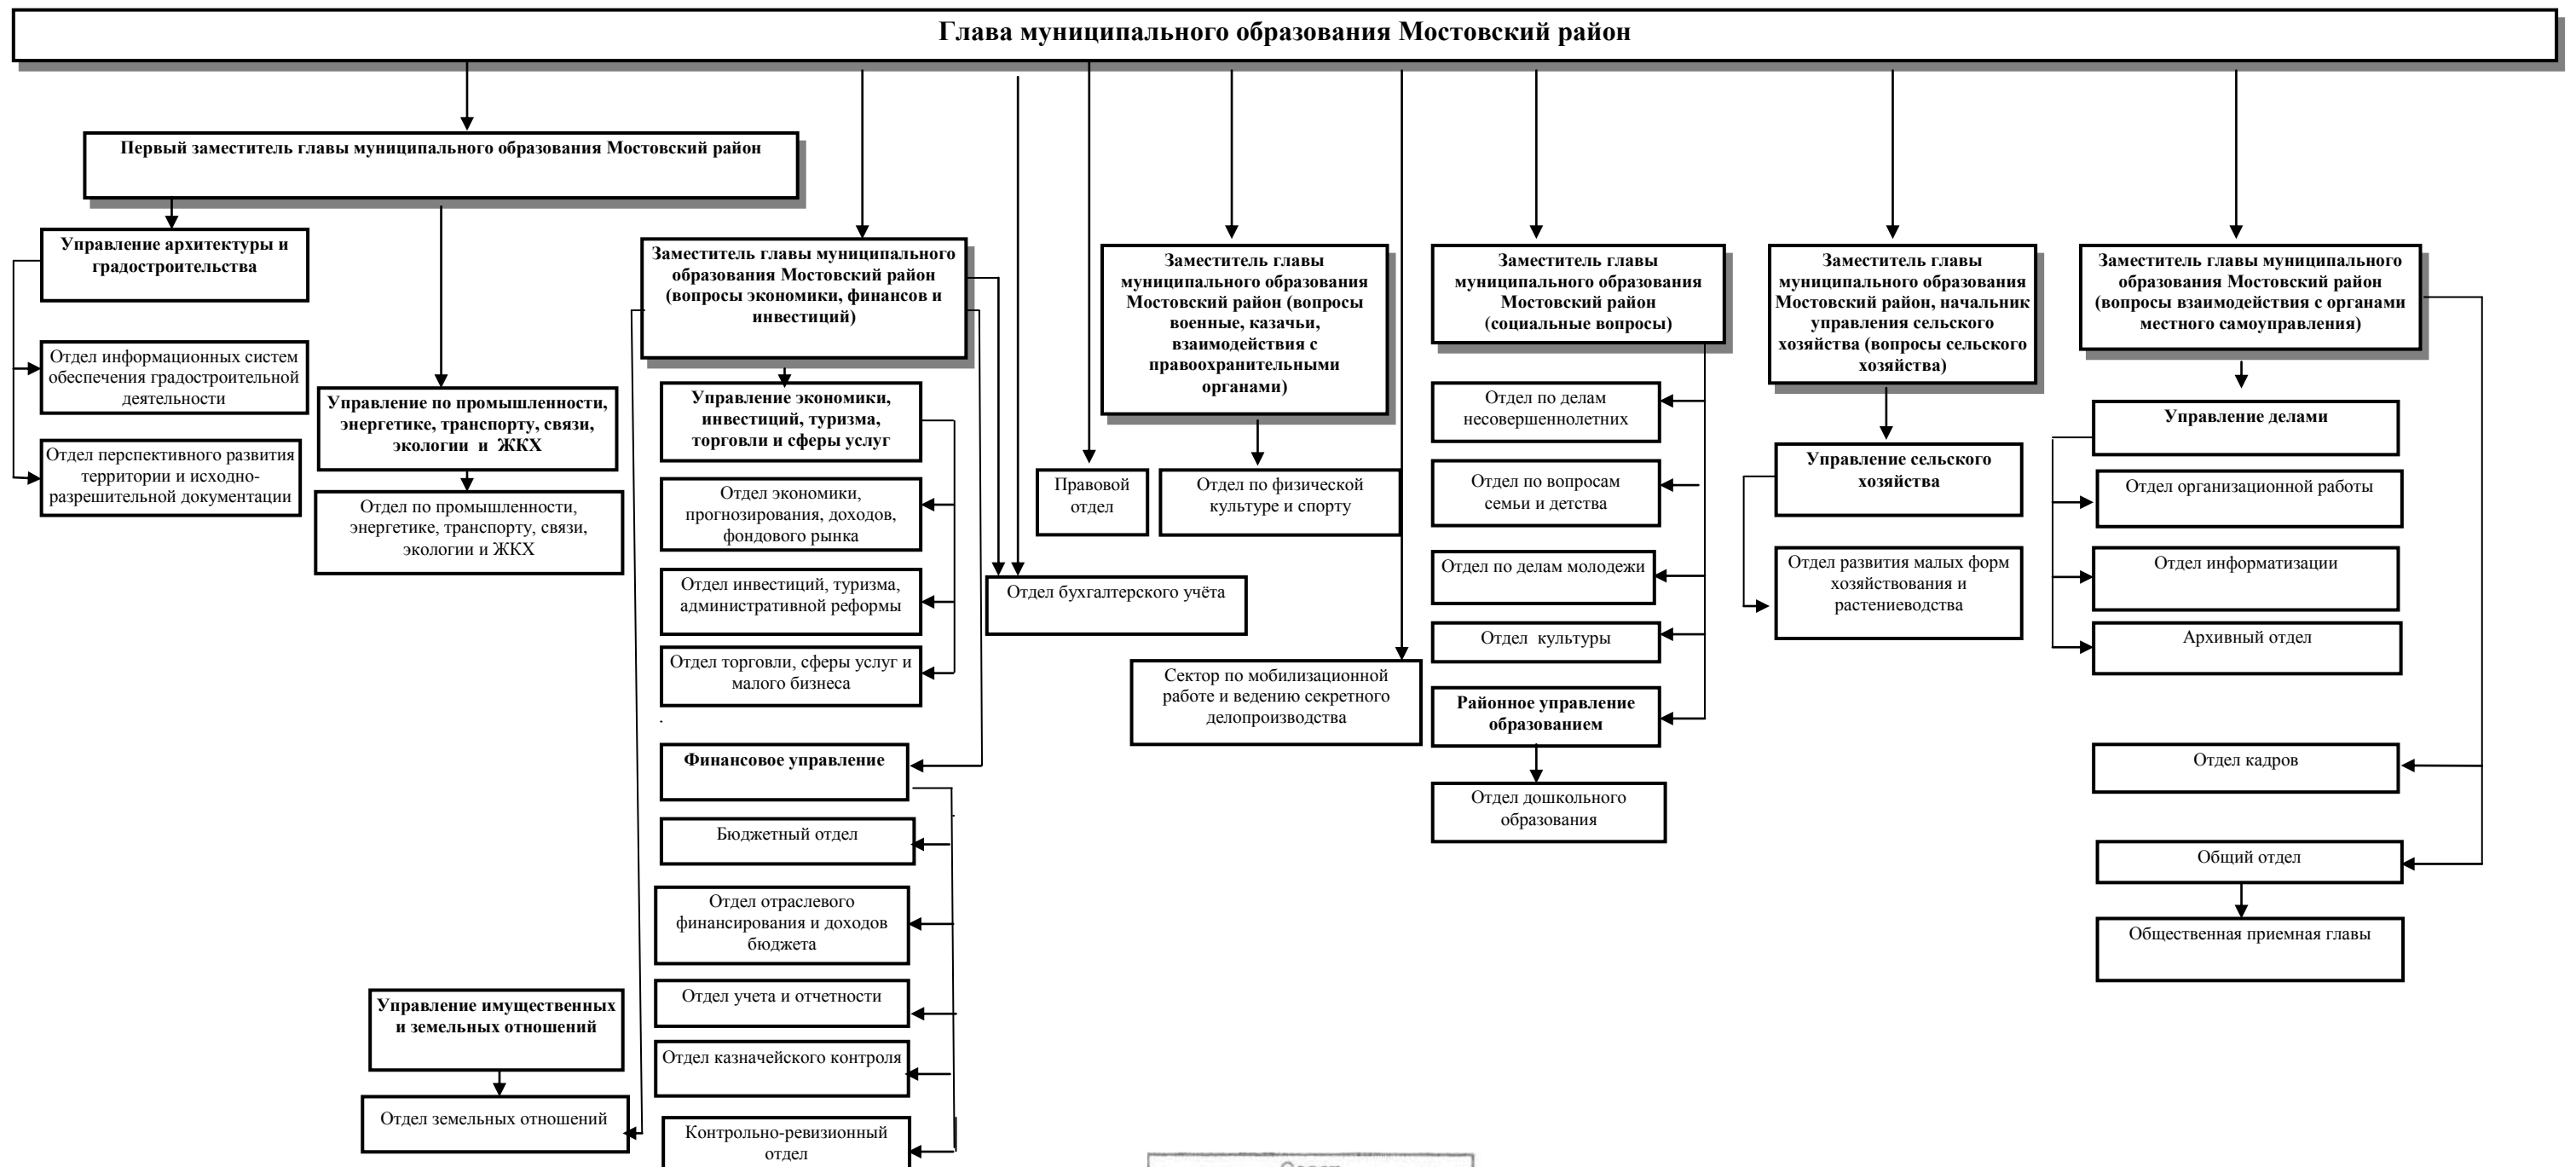 Глава муниципального образования Мостовский район
Первый заместитель главы муниципального образования Мостовский район
Управление архитектуры и
градостроительства
Отдел информационных систем
обеспечения градостроительной
деятельности
Отдел перспективного развития
территории и исходно-
разрешительной документации
Управление по промышленности,
энергетике, транспорту, связи,
экологии и ЖКХ
Отдел по промышленности,
энергетике, транспорту, связи,
экологии и ЖКХ
Заместитель главы муниципального
образования Мостовский район
(вопросы экономики, финансов и
инвестиций)
Управление экономики,
инвестиций, туризма,
торговли и сферы услуг
Отдел экономики,
прогнозирования, доходов,
фондового рынка
Отдел инвестиций, туризма,
административной реформы
Отдел торговли, сферы услуг и
малого бизнеса
.
Финансовое управление
Бюджетный отдел
Отдел отраслевого
финансирования и доходов
бюджета
Отдел учета и отчетности
Отдел казначейского контроля
Контрольно-ревизионный
отдел
Управление имущественных
и земельных отношений
Отдел земельных отношений
Отдел бухгалтерского учёта
Правовой
отдел
Заместитель главы
муниципального образования
Мостовский район (вопросы
военные, казачьи,
взаимодействия с
правоохранительными
органами)
Отдел по физической
культуре и спорту
Сектор по мобилизационной
работе и ведению секретного
делопроизводства
Заместитель главы
муниципального образования
Мостовский район
(социальные вопросы)
Отдел по делам
несовершеннолетних
Отдел по вопросам
семьи и детства
Отдел по делам молодежи
Отдел культуры
Районное управление
образованием
Отдел дошкольного
образования
Заместитель главы
муниципального образования
Мостовский район, начальник
управления сельского
хозяйства (вопросы сельского
хозяйства)
Управление сельского
хозяйства
Отдел развития малых форм
хозяйствования и
растениеводства
Заместитель главы муниципального
образования Мостовский район
(вопросы взаимодействия с органами
местного самоуправления)
Управление делами
Отдел организационной работы
Отдел информатизации
Архивный отдел
Отдел кадров
Общий отдел
Общественная приемная главы